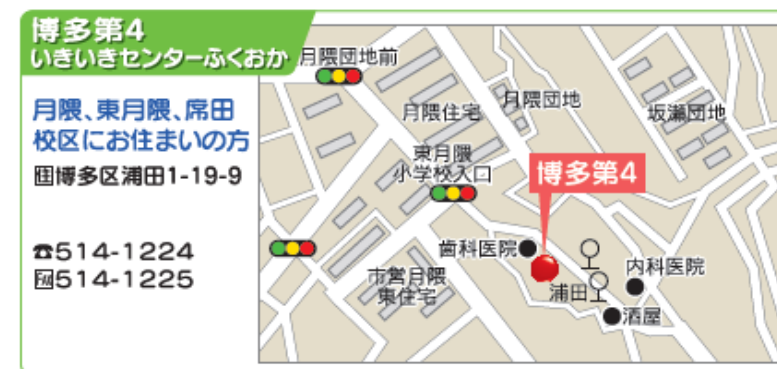 博多第4
いきいきセンターふくおか
月隈、東月隈、席田
校区にお住まいの方
住博多区浦田1-19-9
☎514-1224
FAX514-1225
月隈団地前
月隈住宅
月隈団地
坂瀬団地
東月隈
小学校入口
博多第4
歯科医院
内科医院
市営月隈
東住宅
浦田
酒屋